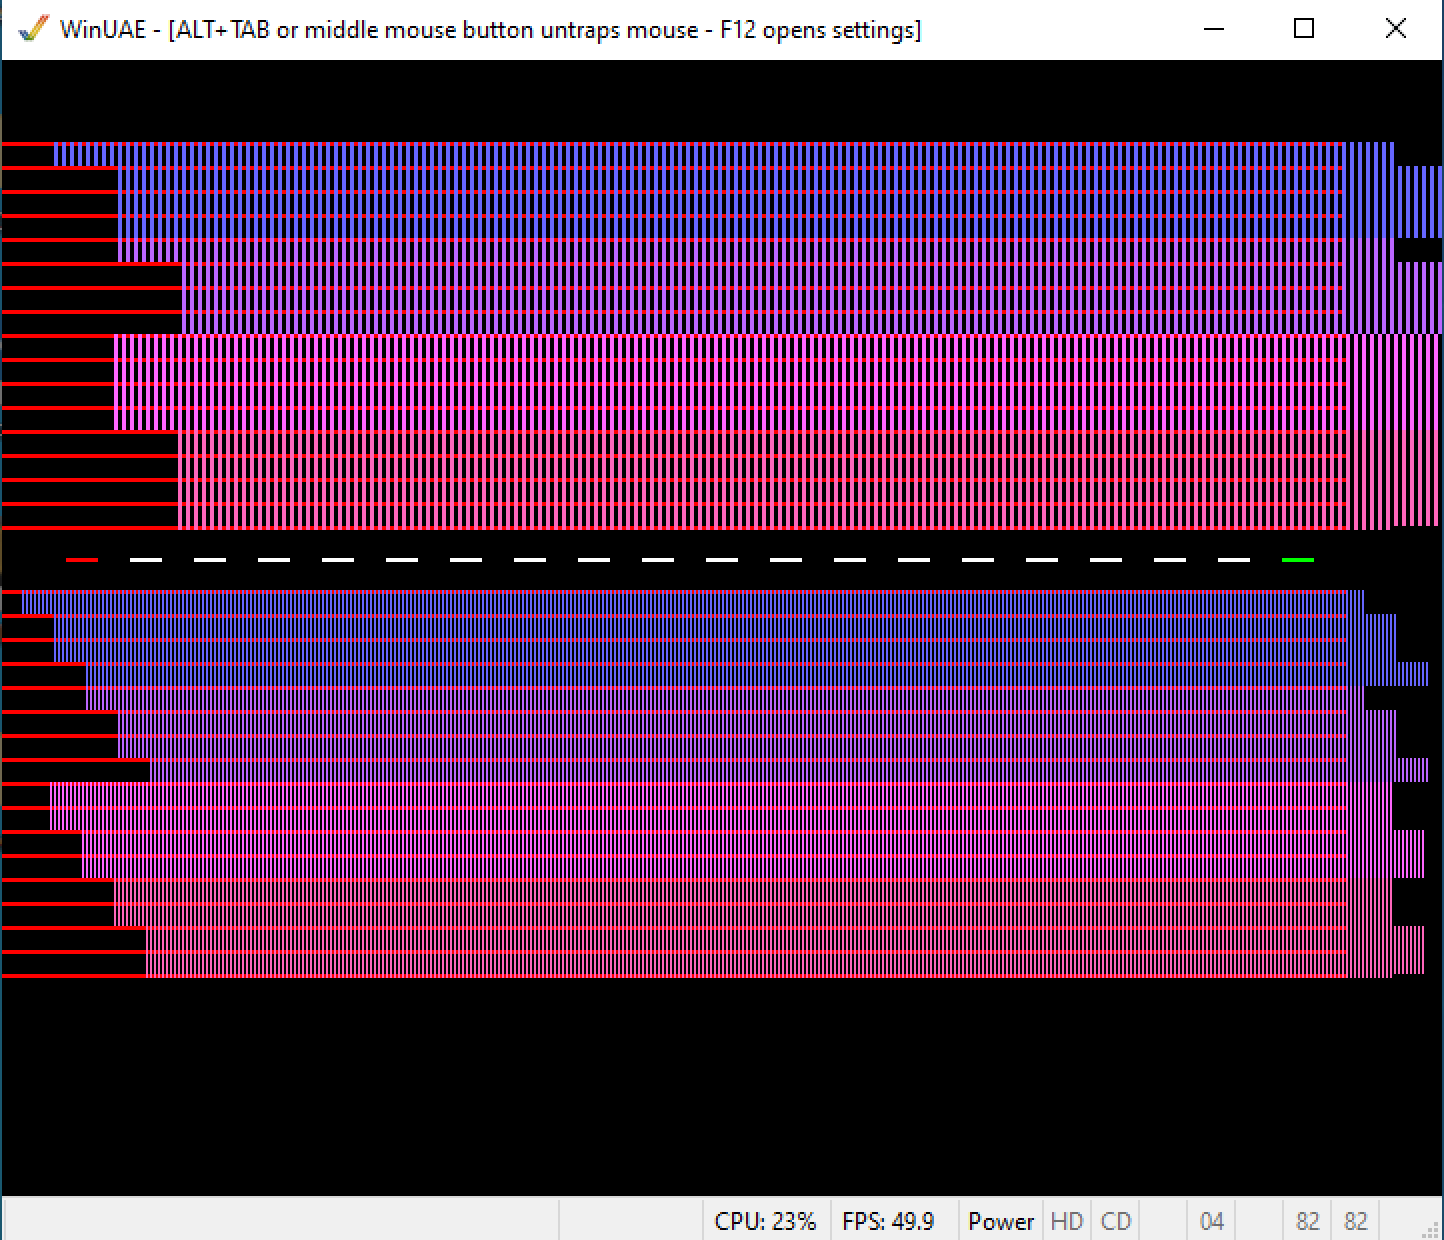 WinUAE - [ALT+TAB or middle mouse button untraps mouse - F12 opens settings]
CPU: 23% FPS: 49.9 Power HD CD 04 82 82